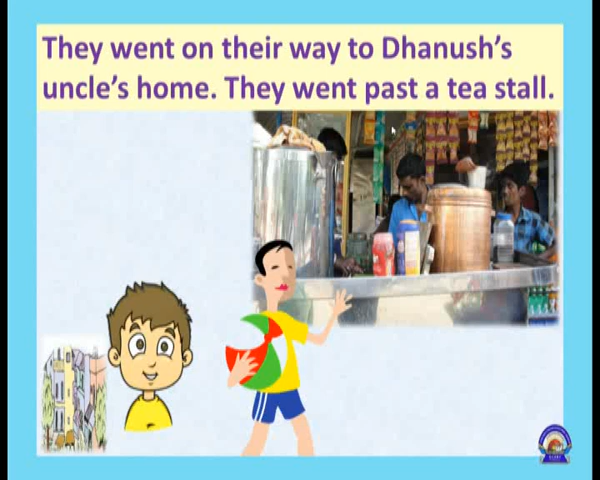 They went on their way to Dhanush's
uncle's home. They went past a tea stall.